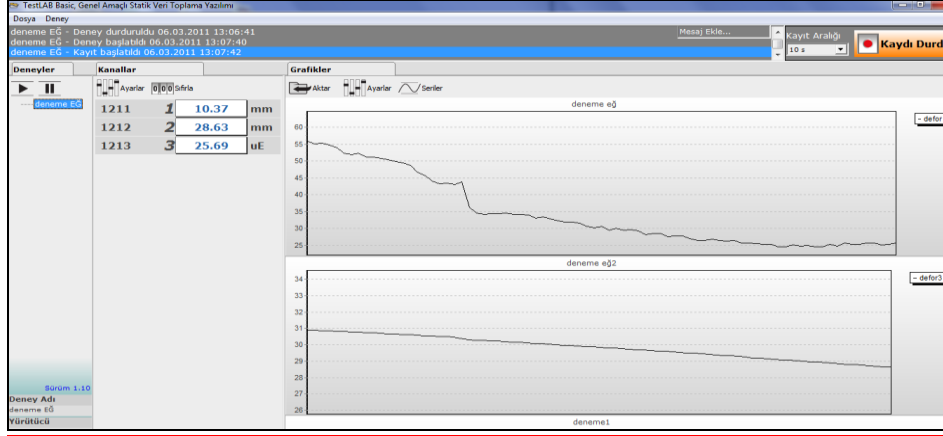 TestLAB Basic, Genel Amaçlı Statik Veri Toplama Yazılımı
Dosya Deney
deneme EĞ - Deney durduruldu 06.03.2011 13:06:41
deneme EĞ - Deney başlatıldı 06.03.2011 13:07:40
deneme EĞ - Kayıt başlatıldı 06.03.2011 13:07:42
Mesaj Ekle...
Kayıt Aralığı
10 s
Kaydı Durd
Deneyler
Kanallar
Grafikler
Ayarlar
Sıfırla
Aktar
Ayarlar
Seriler
deneme EĞ
1211 1 10.37 mm
1212 2 28.63 mm
1213 3 25.69 uE
deneme eğ
60
55
50
45
40
35
30
25
defor
deneme eğ2
34
33
32
31
30
29
28
27
26
defor3
deneme1
Sürüm 1.10
Deney Adı
deneme EĞ
Yürütücü